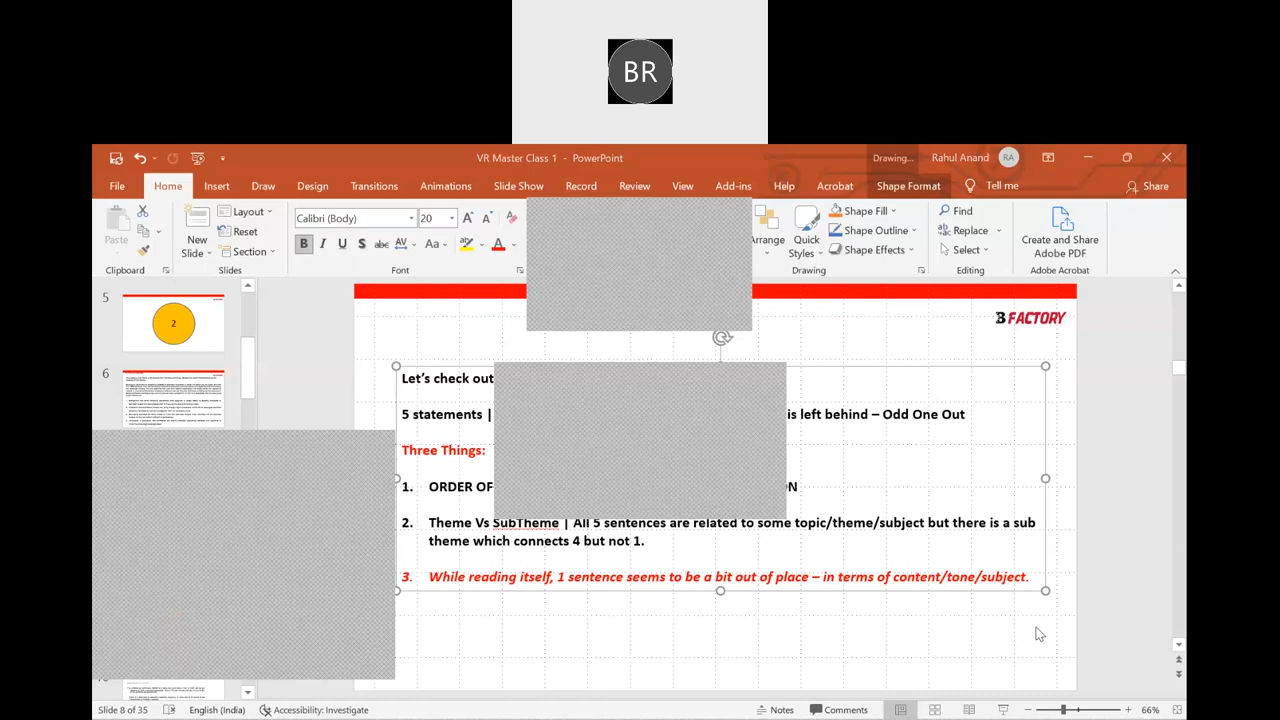 BR
VR Master Class 1 - PowerPoint
Drawing...
Rahul Anand
RA
File Home Insert Draw Design Transitions Animations Slide Show Record Review View Add-ins Help Acrobat Shape Format Tell me Share
Paste
Clipboard
New
Slide
Layout
Reset
Section
Slides
Calibri (Body) 20
B I U S abc AV Aa A
Font
Arrange
Quick
Styles
Shape Fill
Shape Outline
Shape Effects
Drawing
Find
Replace
Select
Editing
Create and Share
Adobe PDF
Adobe Acrobat
5
2
6
3 FACTORY
Let's check out
5 statements | is left behind – Odd One Out
Three Things:
1. ORDER OF
2. Theme Vs SubTheme | All 5 sentences are related to some topic/theme/subject but there is a sub
theme which connects 4 but not 1.
3. While reading itself, 1 sentence seems to be a bit out of place – in terms of content/tone/subject.
Slide 8 of 35 English (India) Accessibility: Investigate Notes Comments 66%